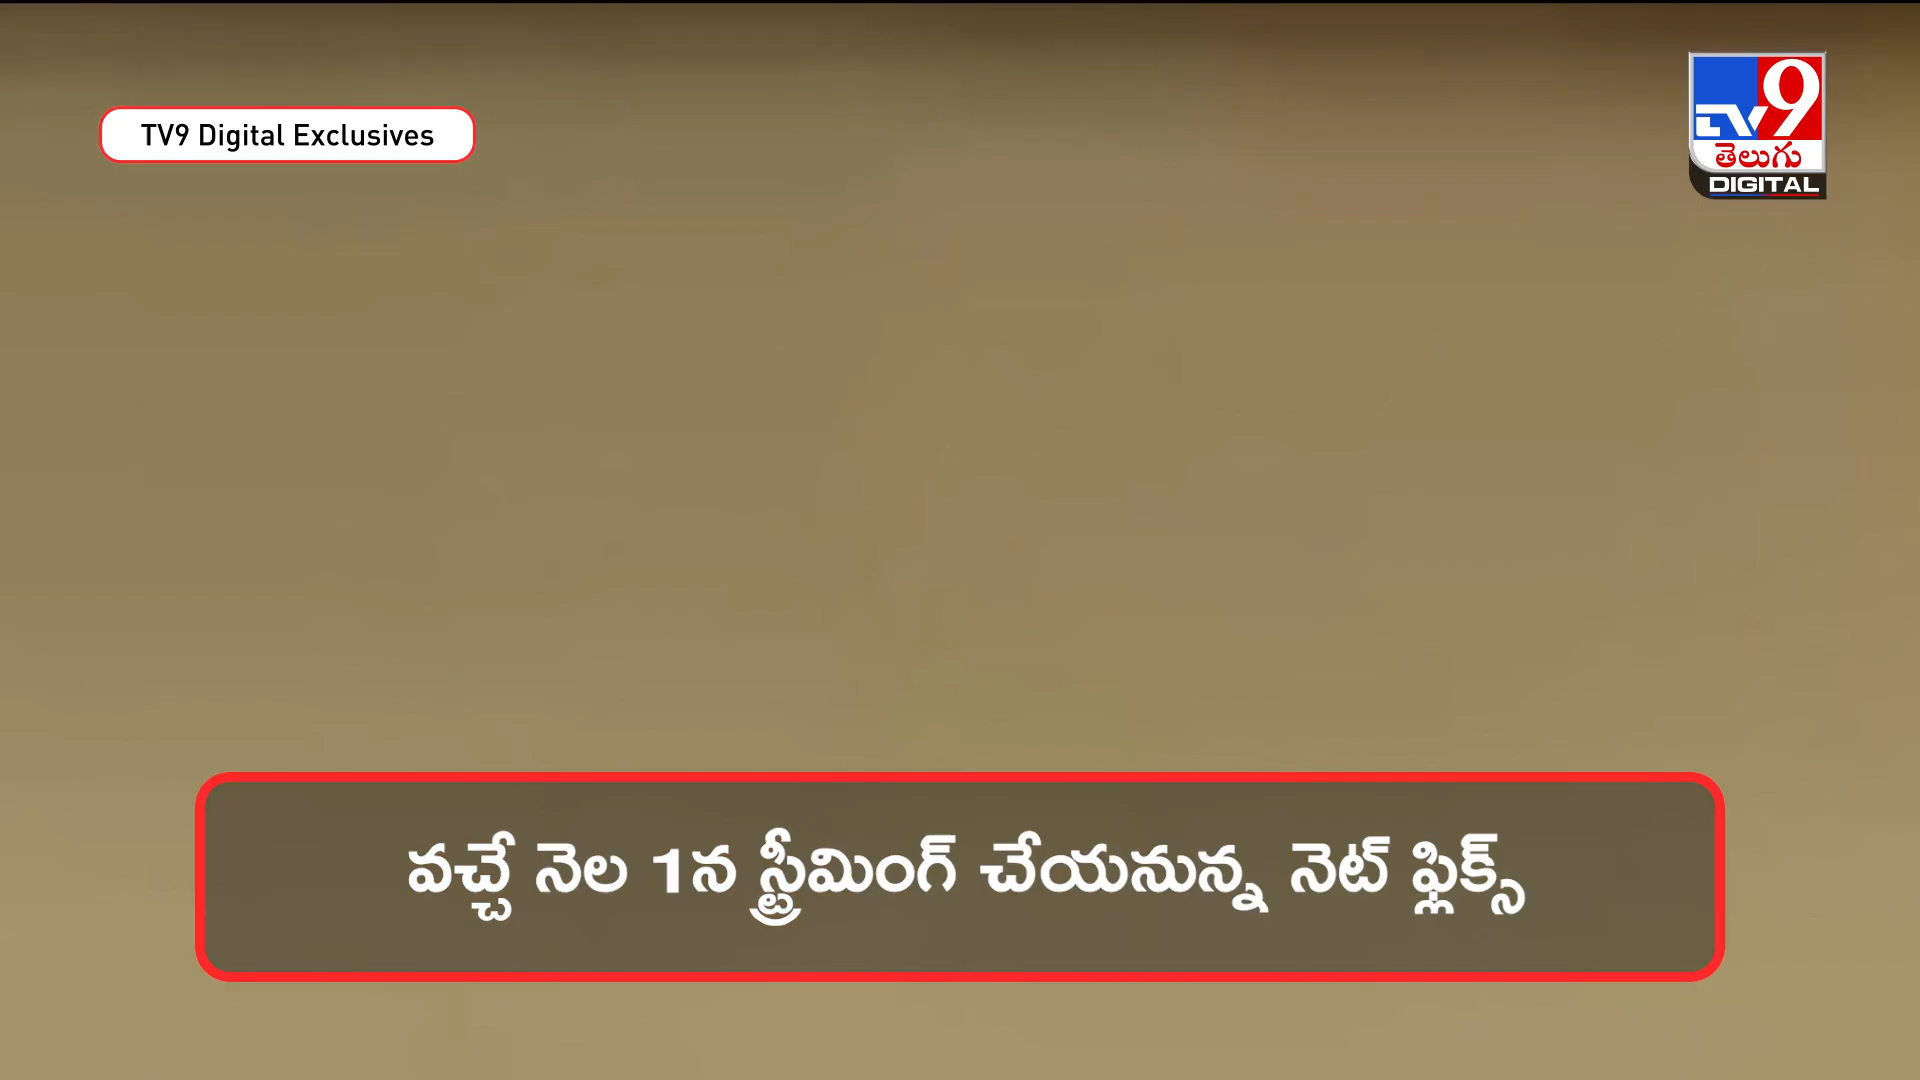 TV9 Digital Exclusives
TV9
తెలుగు
DIGITAL
వచ్చే నెల 1న స్ట్రీమింగ్ చేయనున్న నెట్ ఫ్లిక్స్